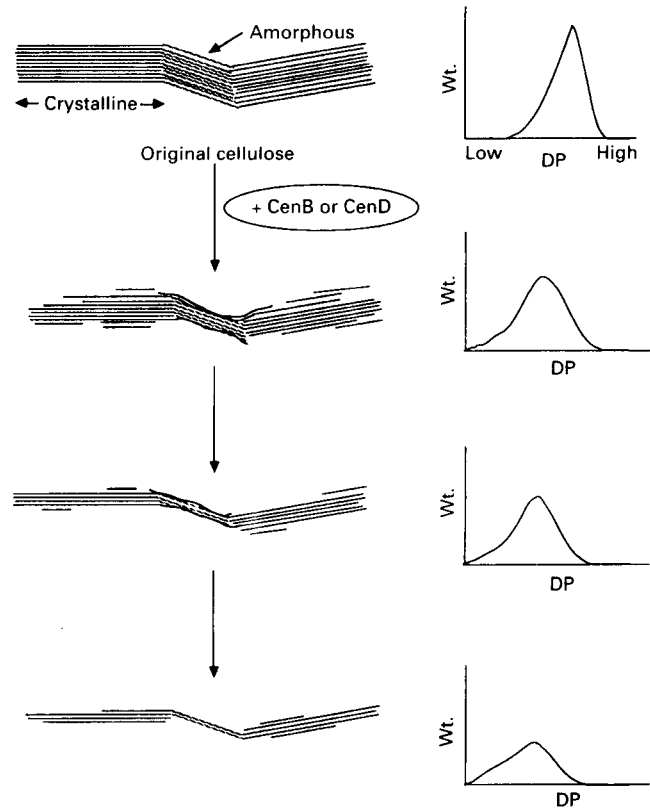 Amorphous
Crystalline
Original cellulose
+ CenB or CenD
Wt.
Low DP High
Wt.
DP
Wt.
DP
Wt.
DP